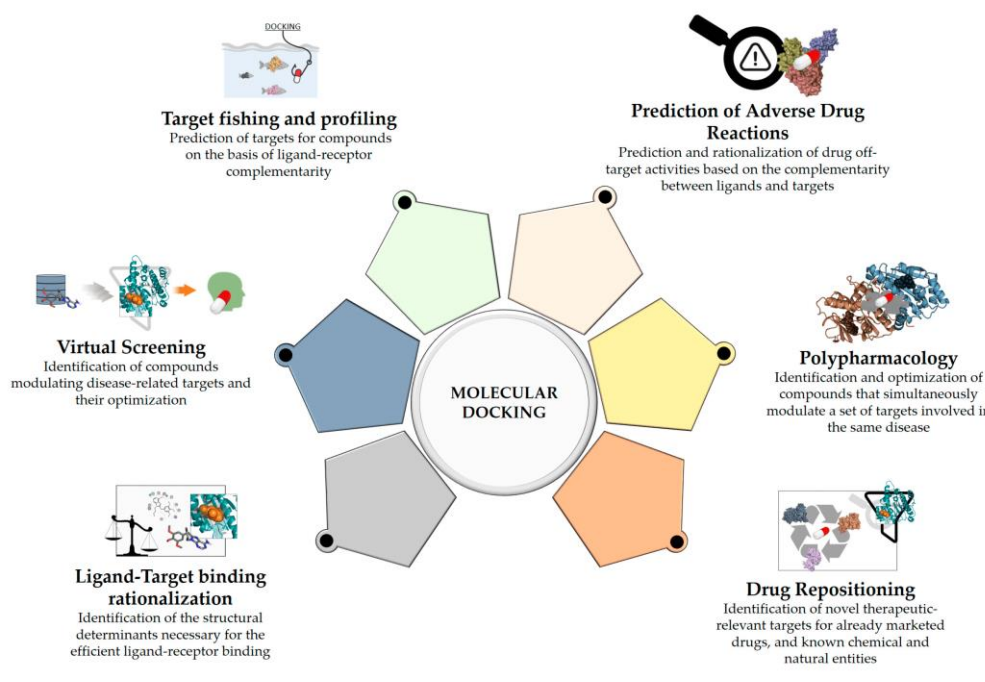 DOCKING
Target fishing and profiling
Prediction of targets for compounds
on the basis of ligand-receptor
complementarity
Prediction of Adverse Drug
Reactions
Prediction and rationalization of drug off-
target activities based on the complementarity
between ligands and targets
Virtual Screening
Identification of compounds
modulating disease-related targets and
their optimization
MOLECULAR
DOCKING
Polypharmacology
Identification and optimization of
compounds that simultaneously
modulate a set of targets involved in
the same disease
Ligand-Target binding
rationalization
Identification of the structural
determinants necessary for the
efficient ligand-receptor binding
Drug Repositioning
Identification of novel therapeutic-
relevant targets for already marketed
drugs, and known chemical and
natural entities